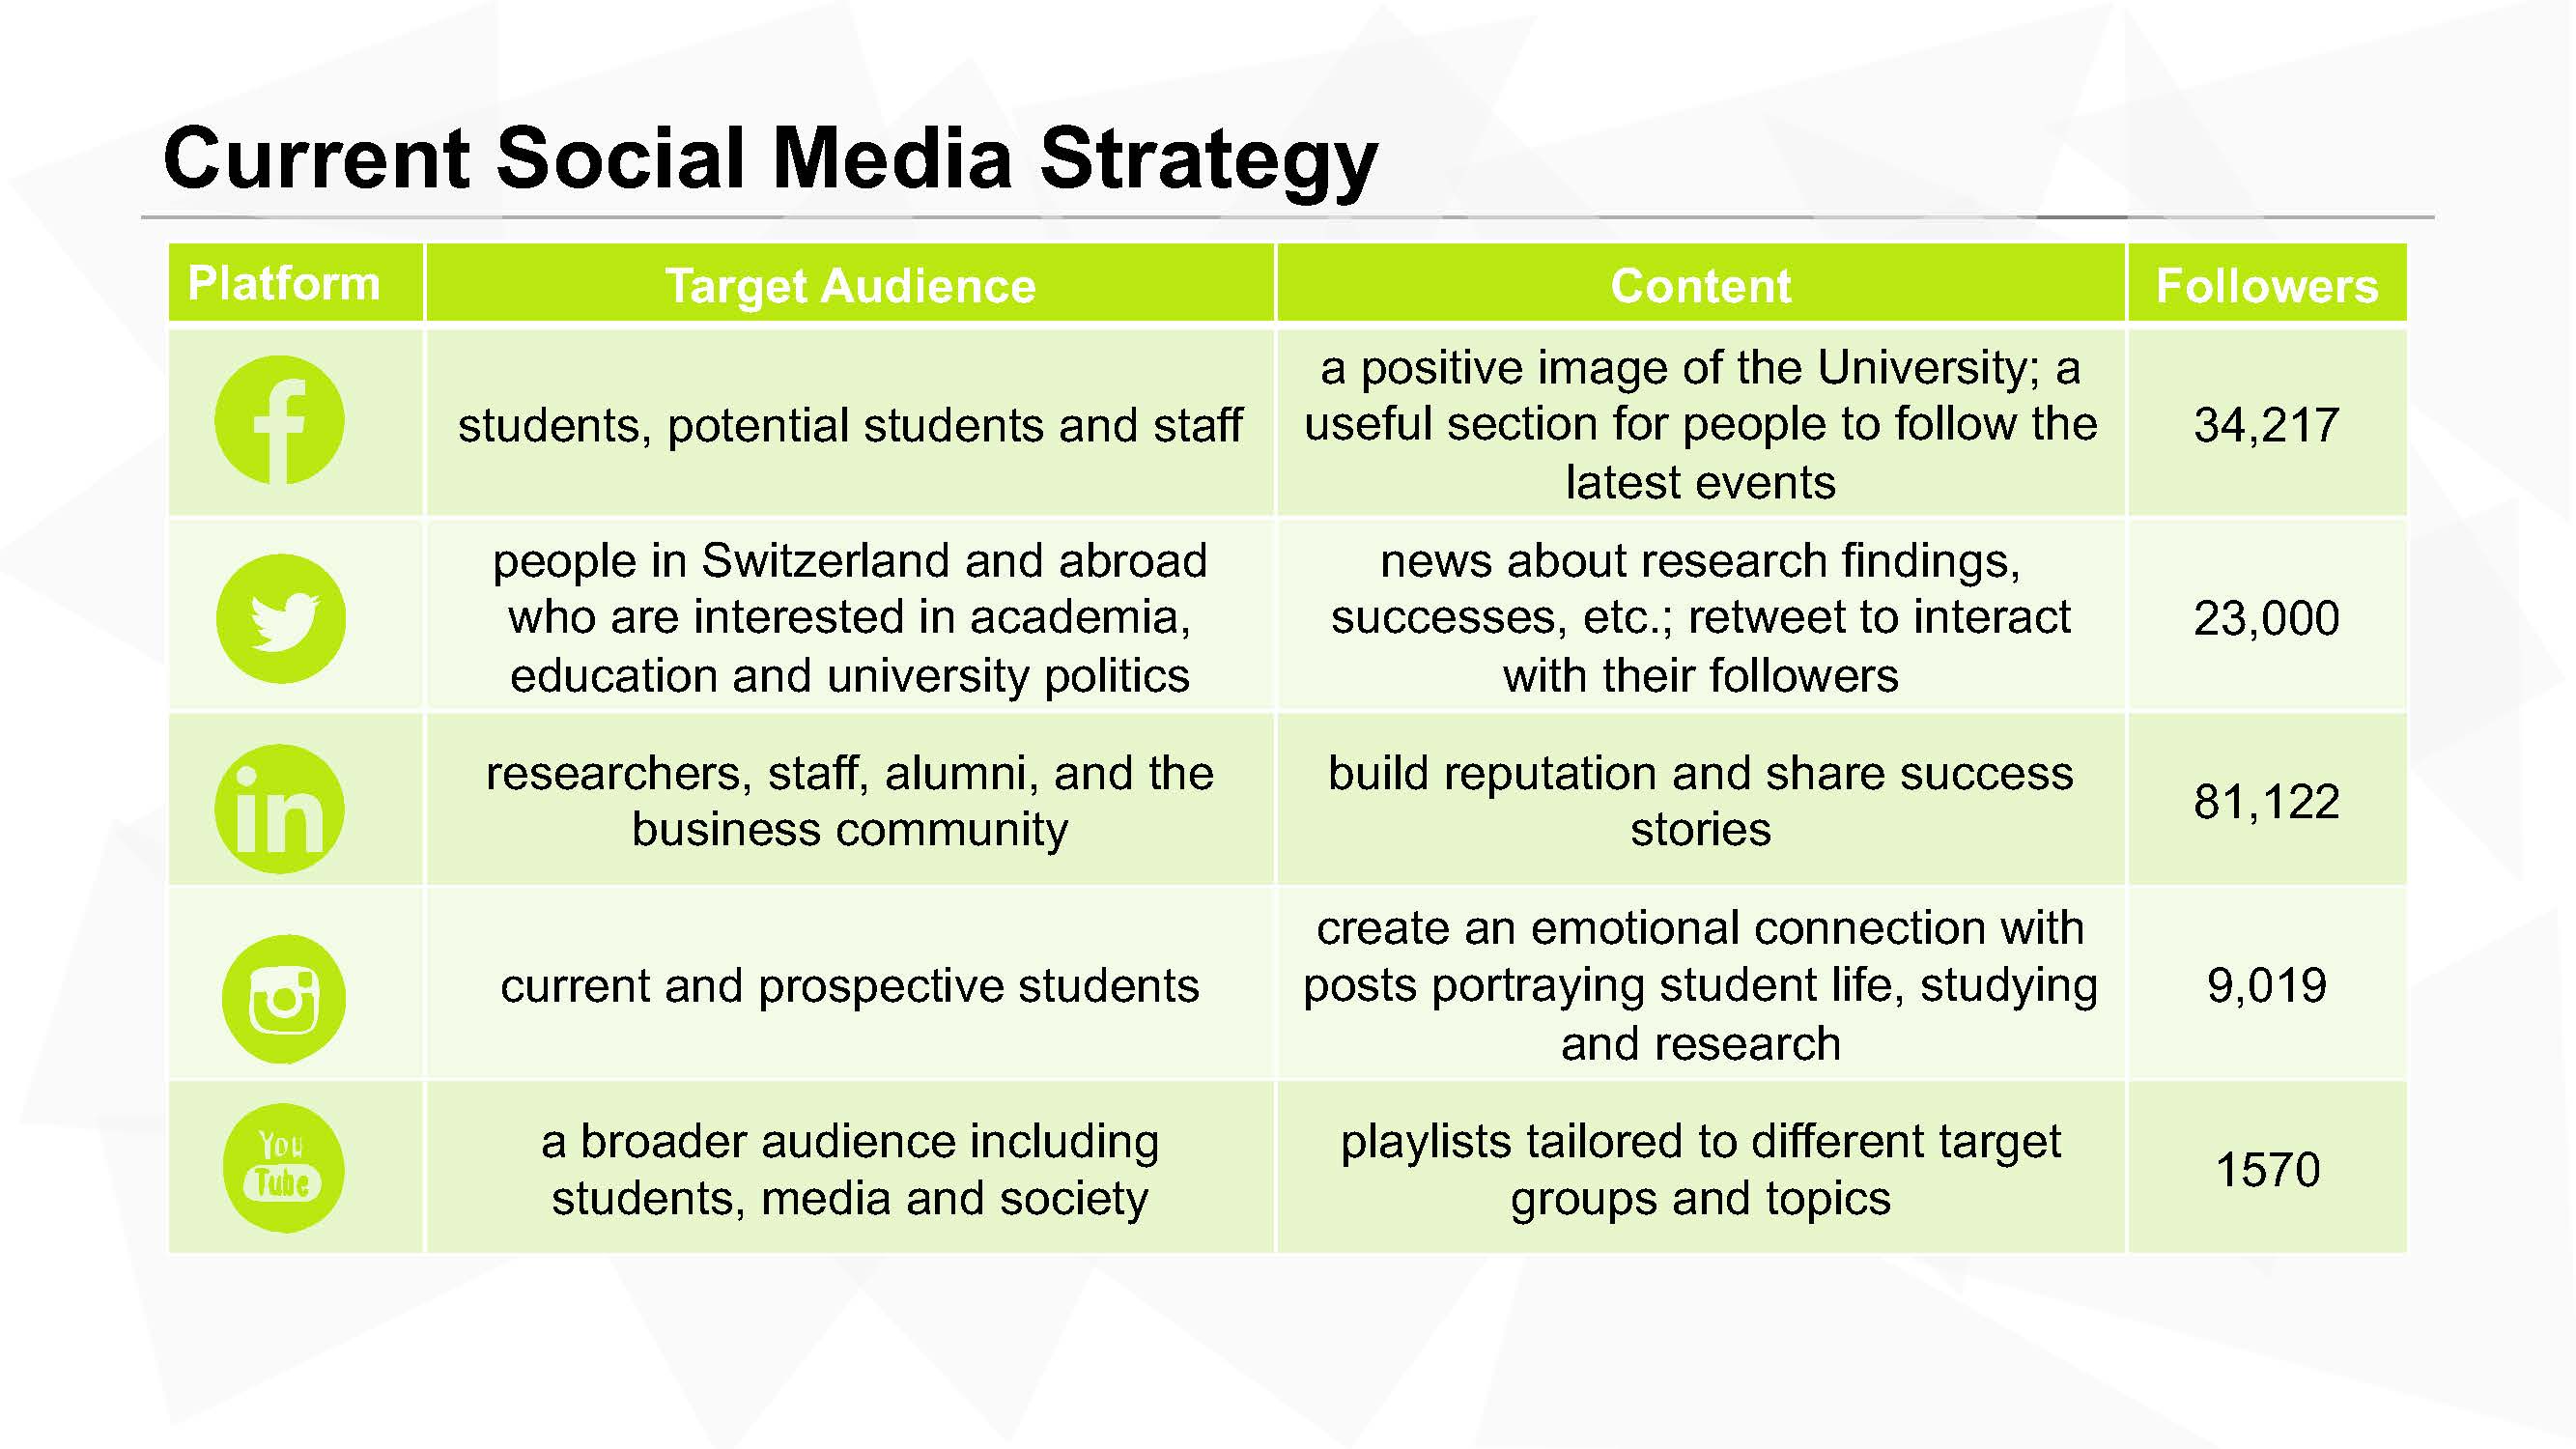 Current Social Media Strategy
Platform Target Audience Content Followers
students, potential students and staff
a positive image of the University; a
useful section for people to follow the
latest events
34,217
people in Switzerland and abroad
who are interested in academia,
education and university politics
news about research findings,
successes, etc.; retweet to interact
with their followers
23,000
in
researchers, staff, alumni, and the
business community
build reputation and share success
stories
81,122
current and prospective students
create an emotional connection with
posts portraying student life, studying
and research
9,019
You
Tube
a broader audience including
students, media and society
playlists tailored to different target
groups and topics
1570